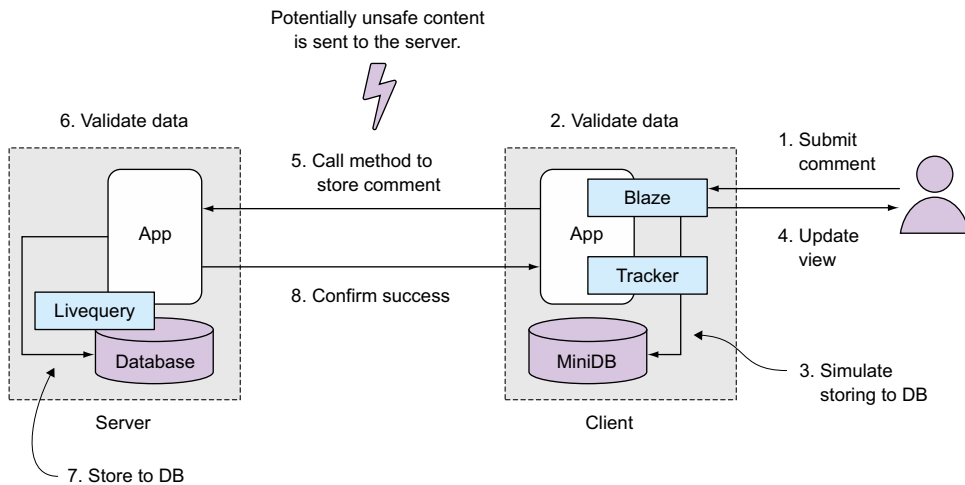 Potentially unsafe content
is sent to the server.
6. Validate data
2. Validate data
1. Submit
comment
5. Call method to
store comment
Blaze
App
App
4. Update
view
Tracker
8. Confirm success
Livequery
Database
MiniDB
3. Simulate
storing to DB
Server
Client
7. Store to DB